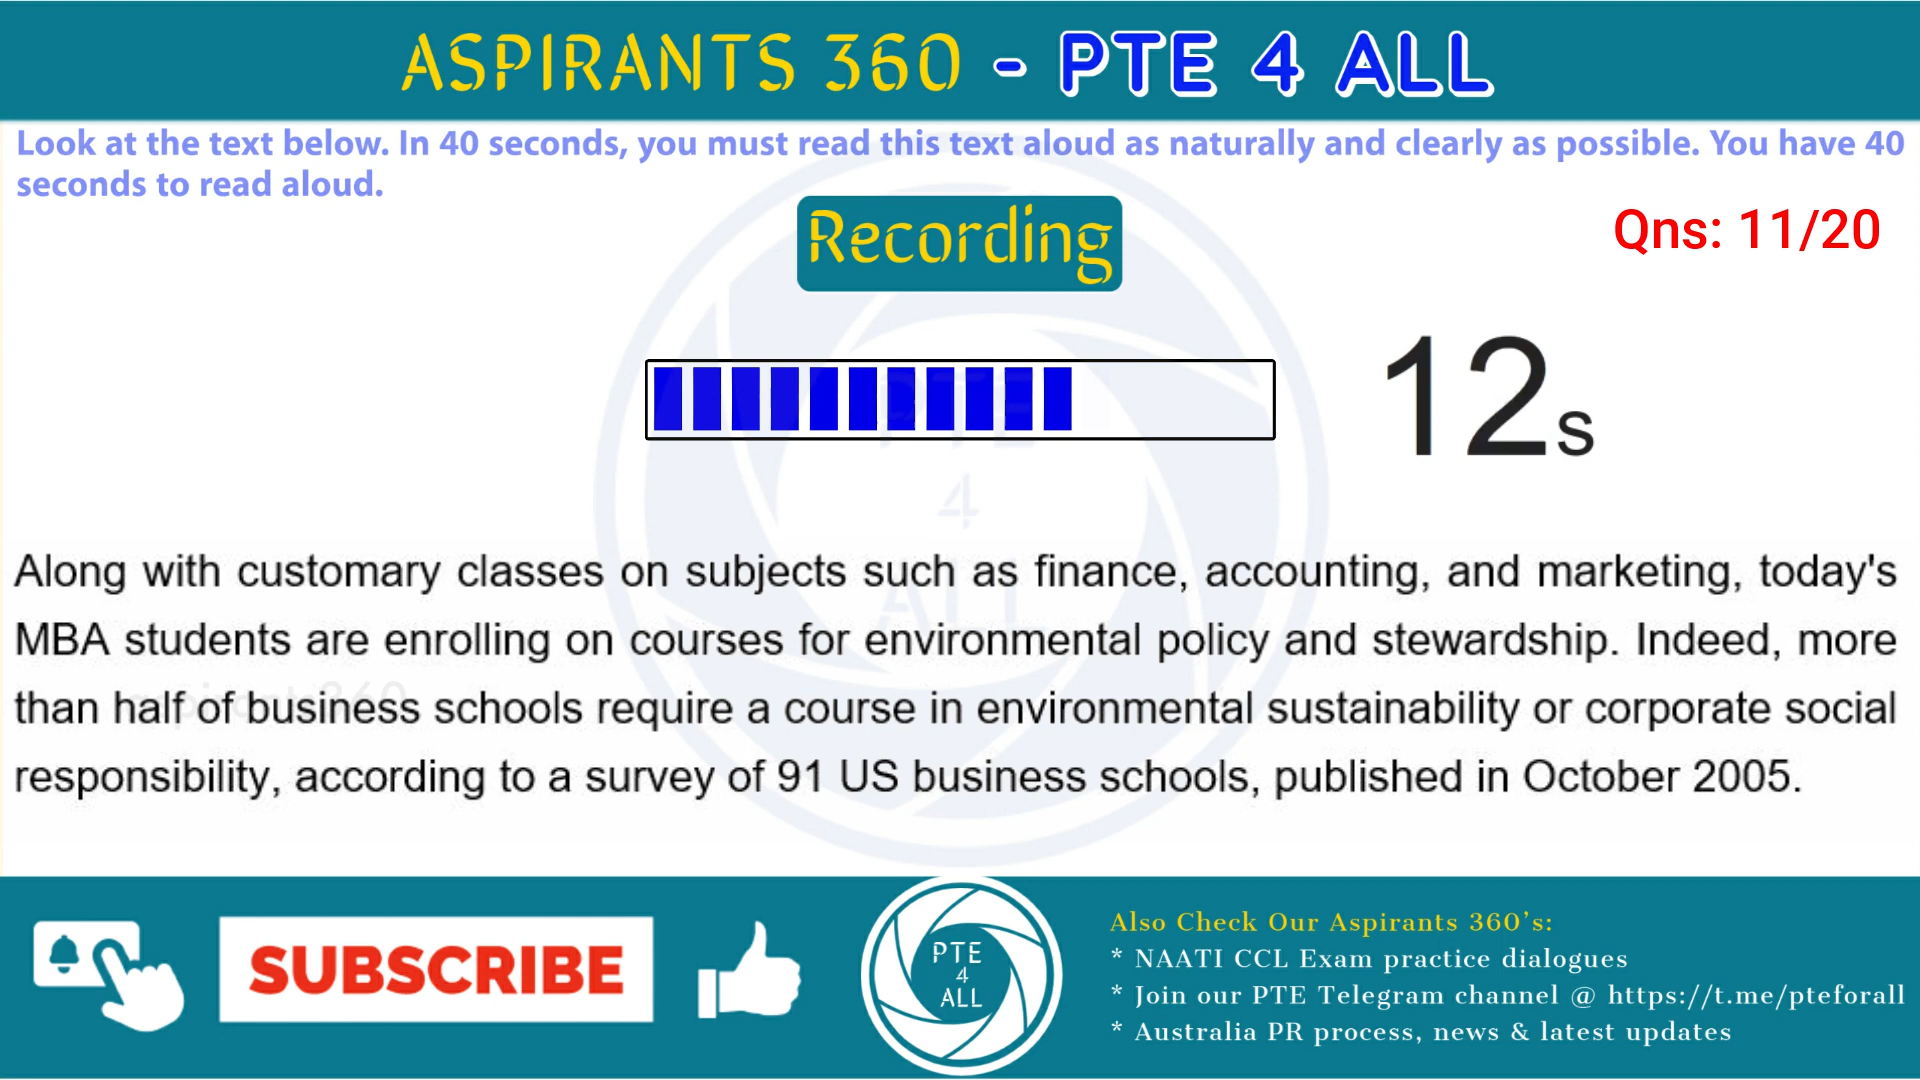 ASPIRANTS 360 - PTE 4 ALL
Look at the text below. In 40 seconds, you must read this text aloud as naturally and clearly as possible. You have 40
seconds to read aloud.
Recording
Qns: 11/20
12s
PTE
4
ALL
Along with customary classes on subjects such as finance, accounting, and marketing, today's
MBA students are enrolling on courses for environmental policy and stewardship. Indeed, more
aspirants360
than half of business schools require a course in environmental sustainability or corporate social
responsibility, according to a survey of 91 US business schools, published in October 2005.
SUBSCRIBE
PTE
4
ALL
Also Check Our Aspirants 360's:
* NAATI CCL Exam practice dialogues
* Join our PTE Telegram channel @ https://t.me/pteforall
* Australia PR process, news & latest updates